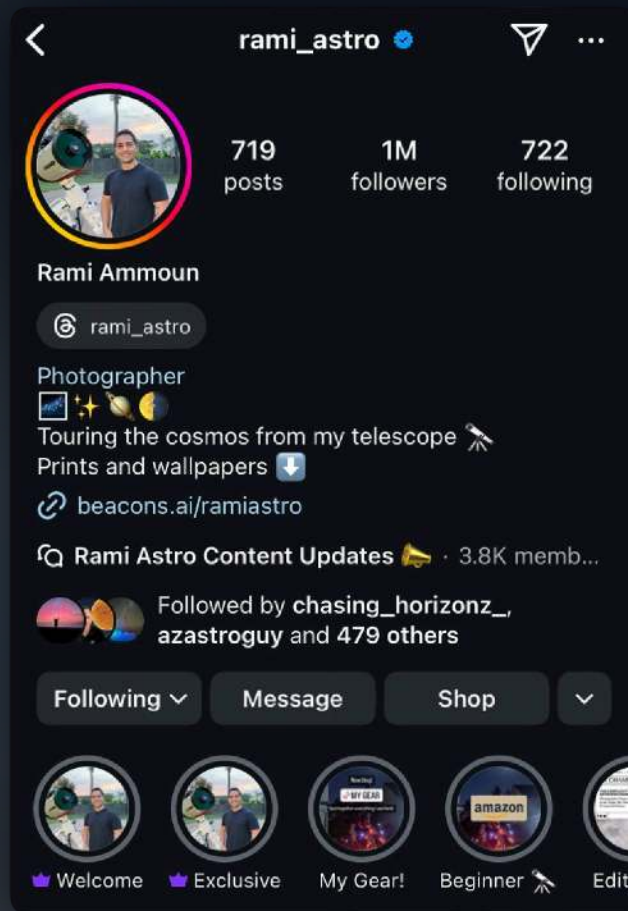 rami_astro
719 1M 722
posts followers following
Rami Ammoun
rami_astro
Photographer
Touring the cosmos from my telescope 🔭
Prints and wallpapers ⬇️
beacons.ai/ramiastro
Rami Astro Content Updates 📣 · 3.8K memb...
Followed by chasing_horizonz_,
azastroguy and 479 others
Following Message Shop
MY GEAR
amazon
Welcome Exclusive My Gear! Beginner 🔭 Edit